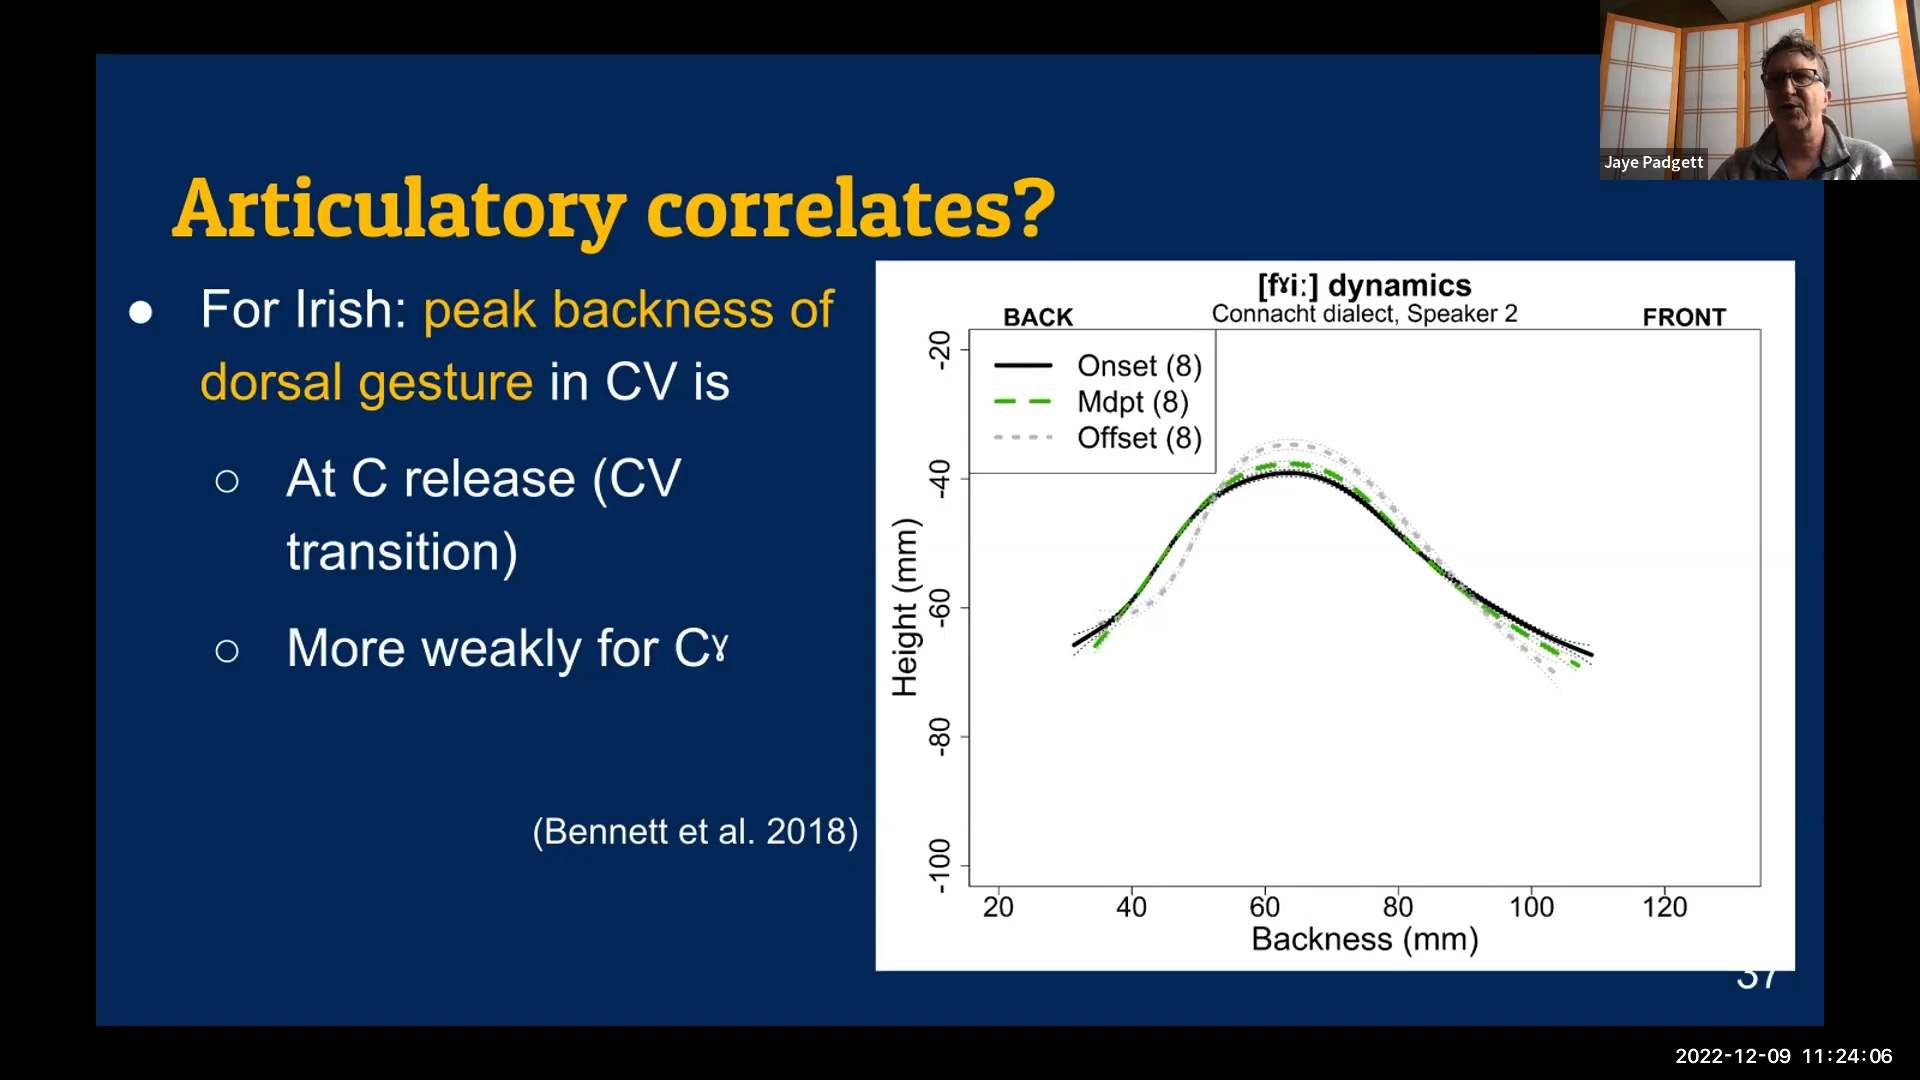 Jaye Padgett
Articulatory correlates?
● For Irish: peak backness of
dorsal gesture in CV is
○ At C release (CV
transition)
○ More weakly for Cˠ
(Bennett et al. 2018)
[fˠiː] dynamics
Connacht dialect, Speaker 2
BACK
FRONT
Onset (8)
Mdpt (8)
Offset (8)
Height (mm)
-20
-40
-60
-80
-100
20 40 60 80 100 120
Backness (mm)
37
2022-12-09 11:24:06